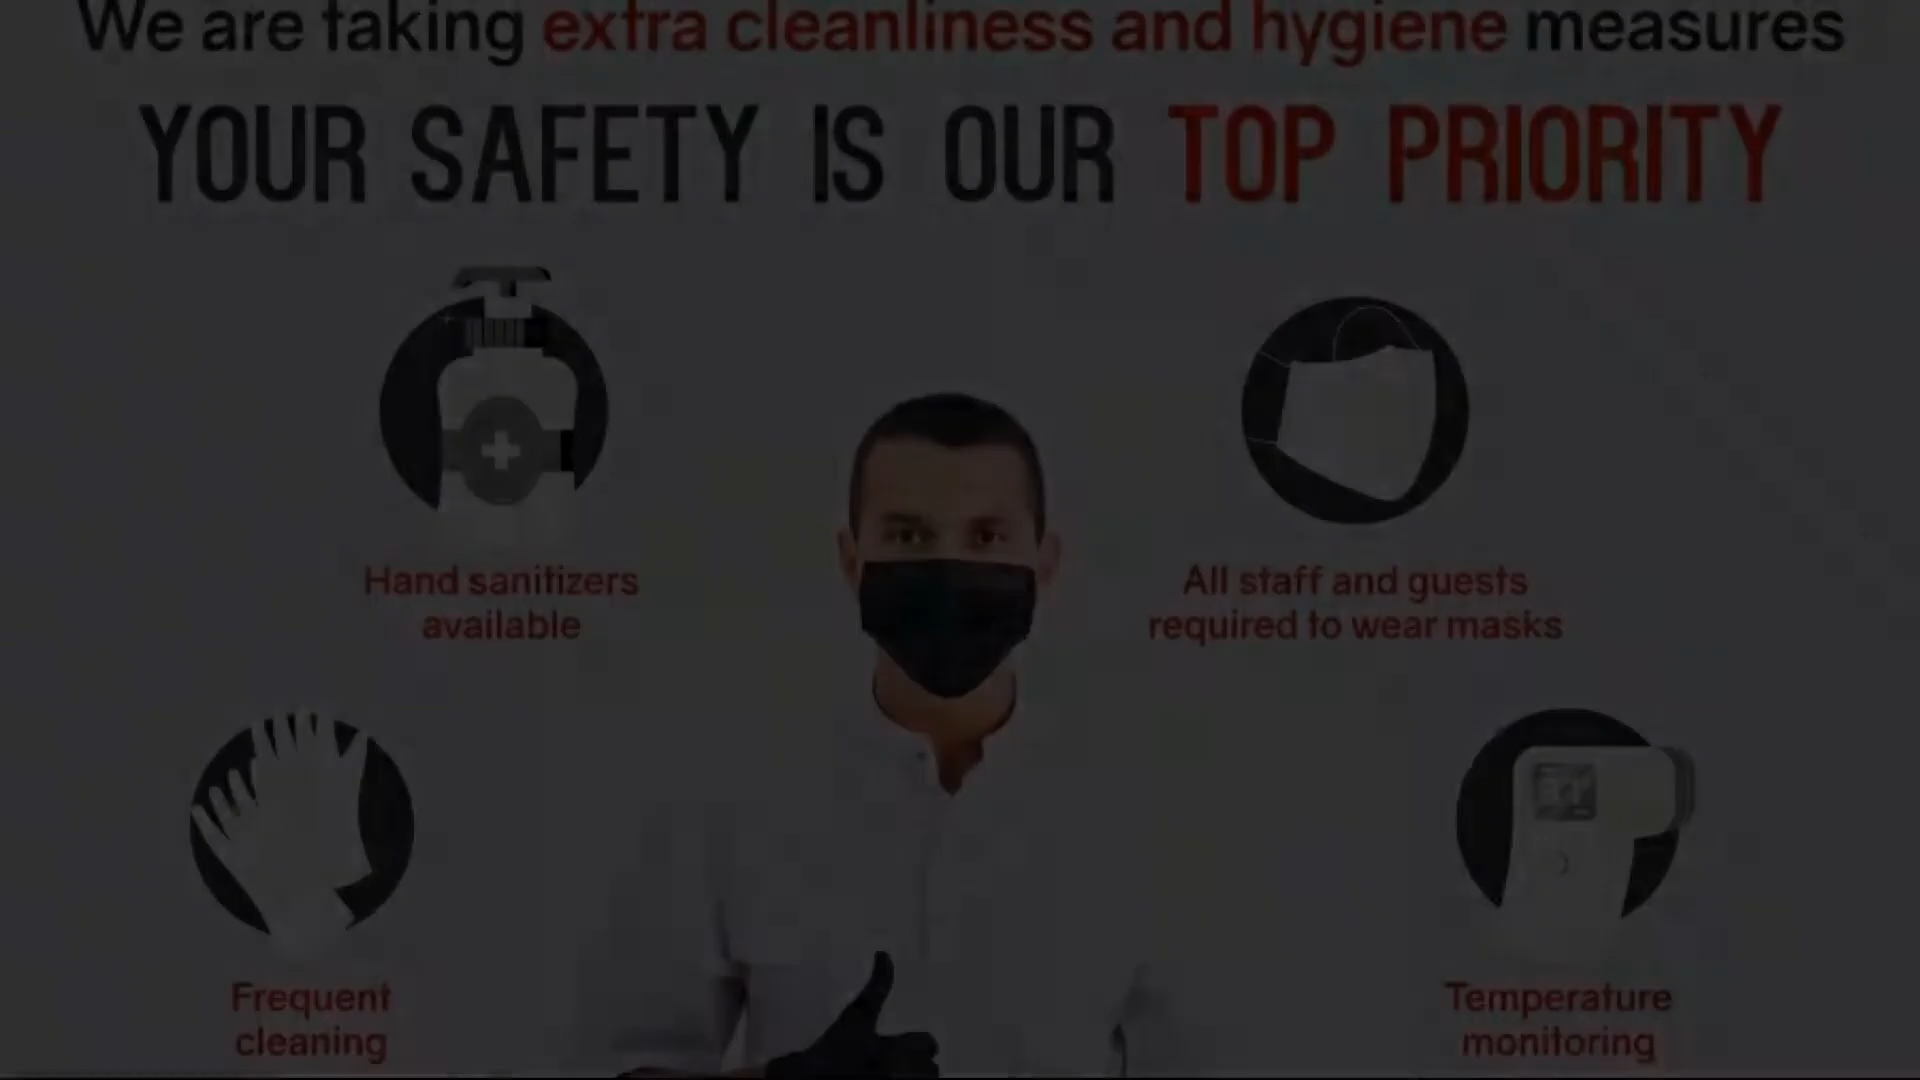 We are taking extra cleanliness and hygiene measures
YOUR SAFETY IS OUR TOP PRIORITY
Hand sanitizers
available
All staff and guests
required to wear masks
Frequent
cleaning
Temperature
monitoring